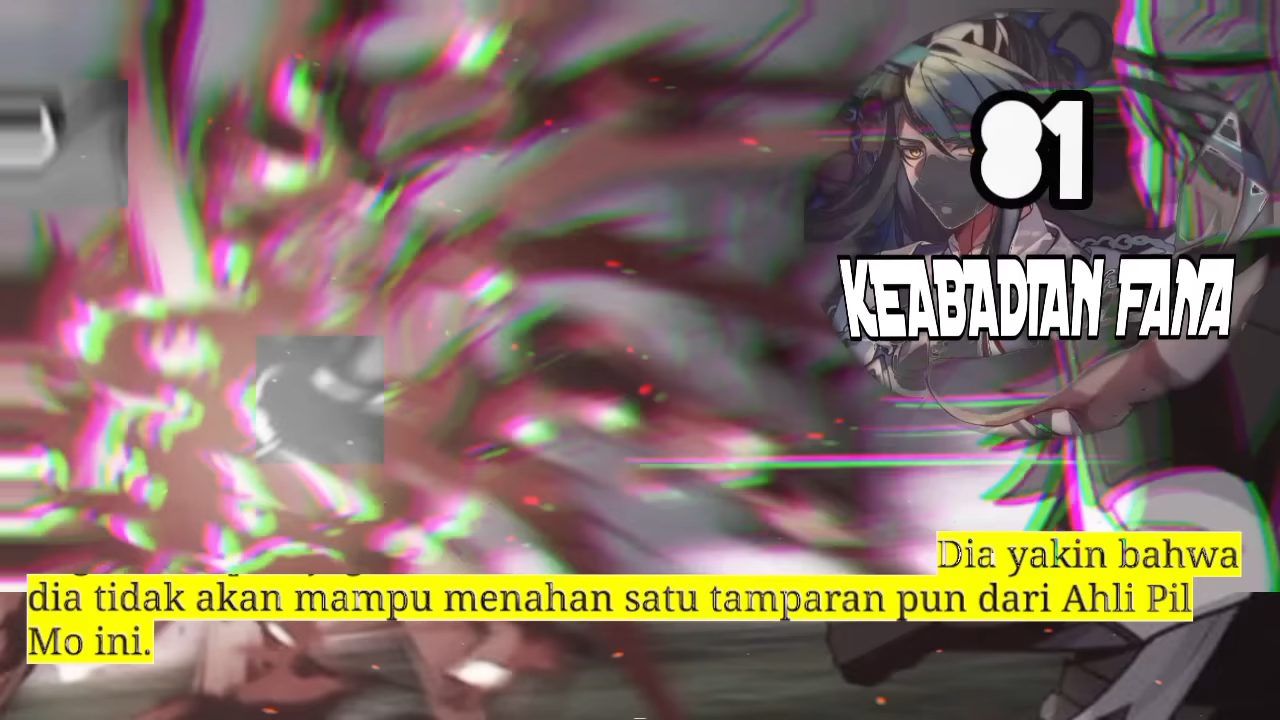 81
KEABADIAN FANA
Dia yakin bahwa
dia tidak akan mampu menahan satu tamparan pun dari Ahli Pil
Mo ini.